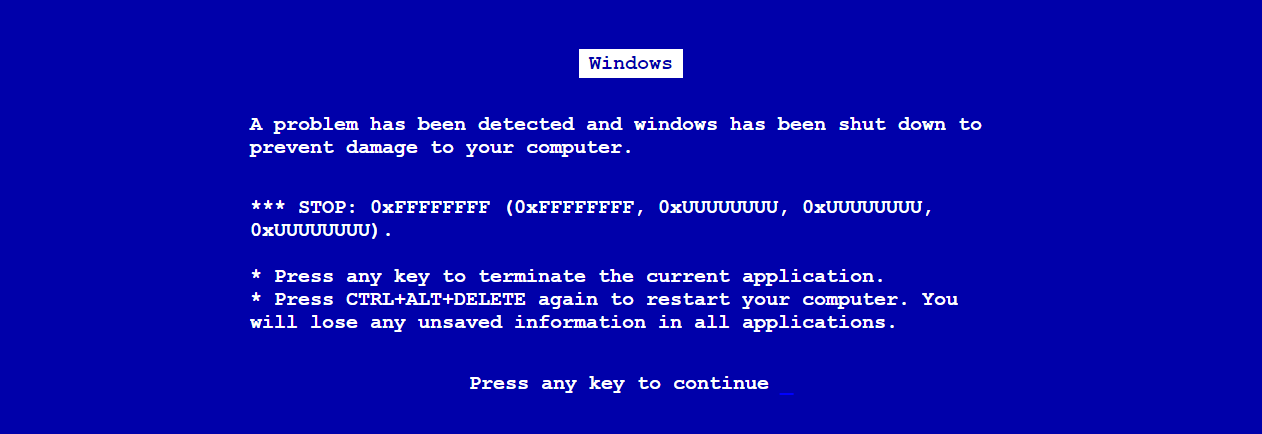 Windows
A problem has been detected and windows has been shut down to
prevent damage to your computer.
*** STOP: 0xFFFFFFFF (0xFFFFFFFF, 0xUUUUUUUU, 0xUUUUUUUU,
0xUUUUUUUU).
* Press any key to terminate the current application.
* Press CTRL+ALT+DELETE again to restart your computer. You
will lose any unsaved information in all applications.
Press any key to continue _